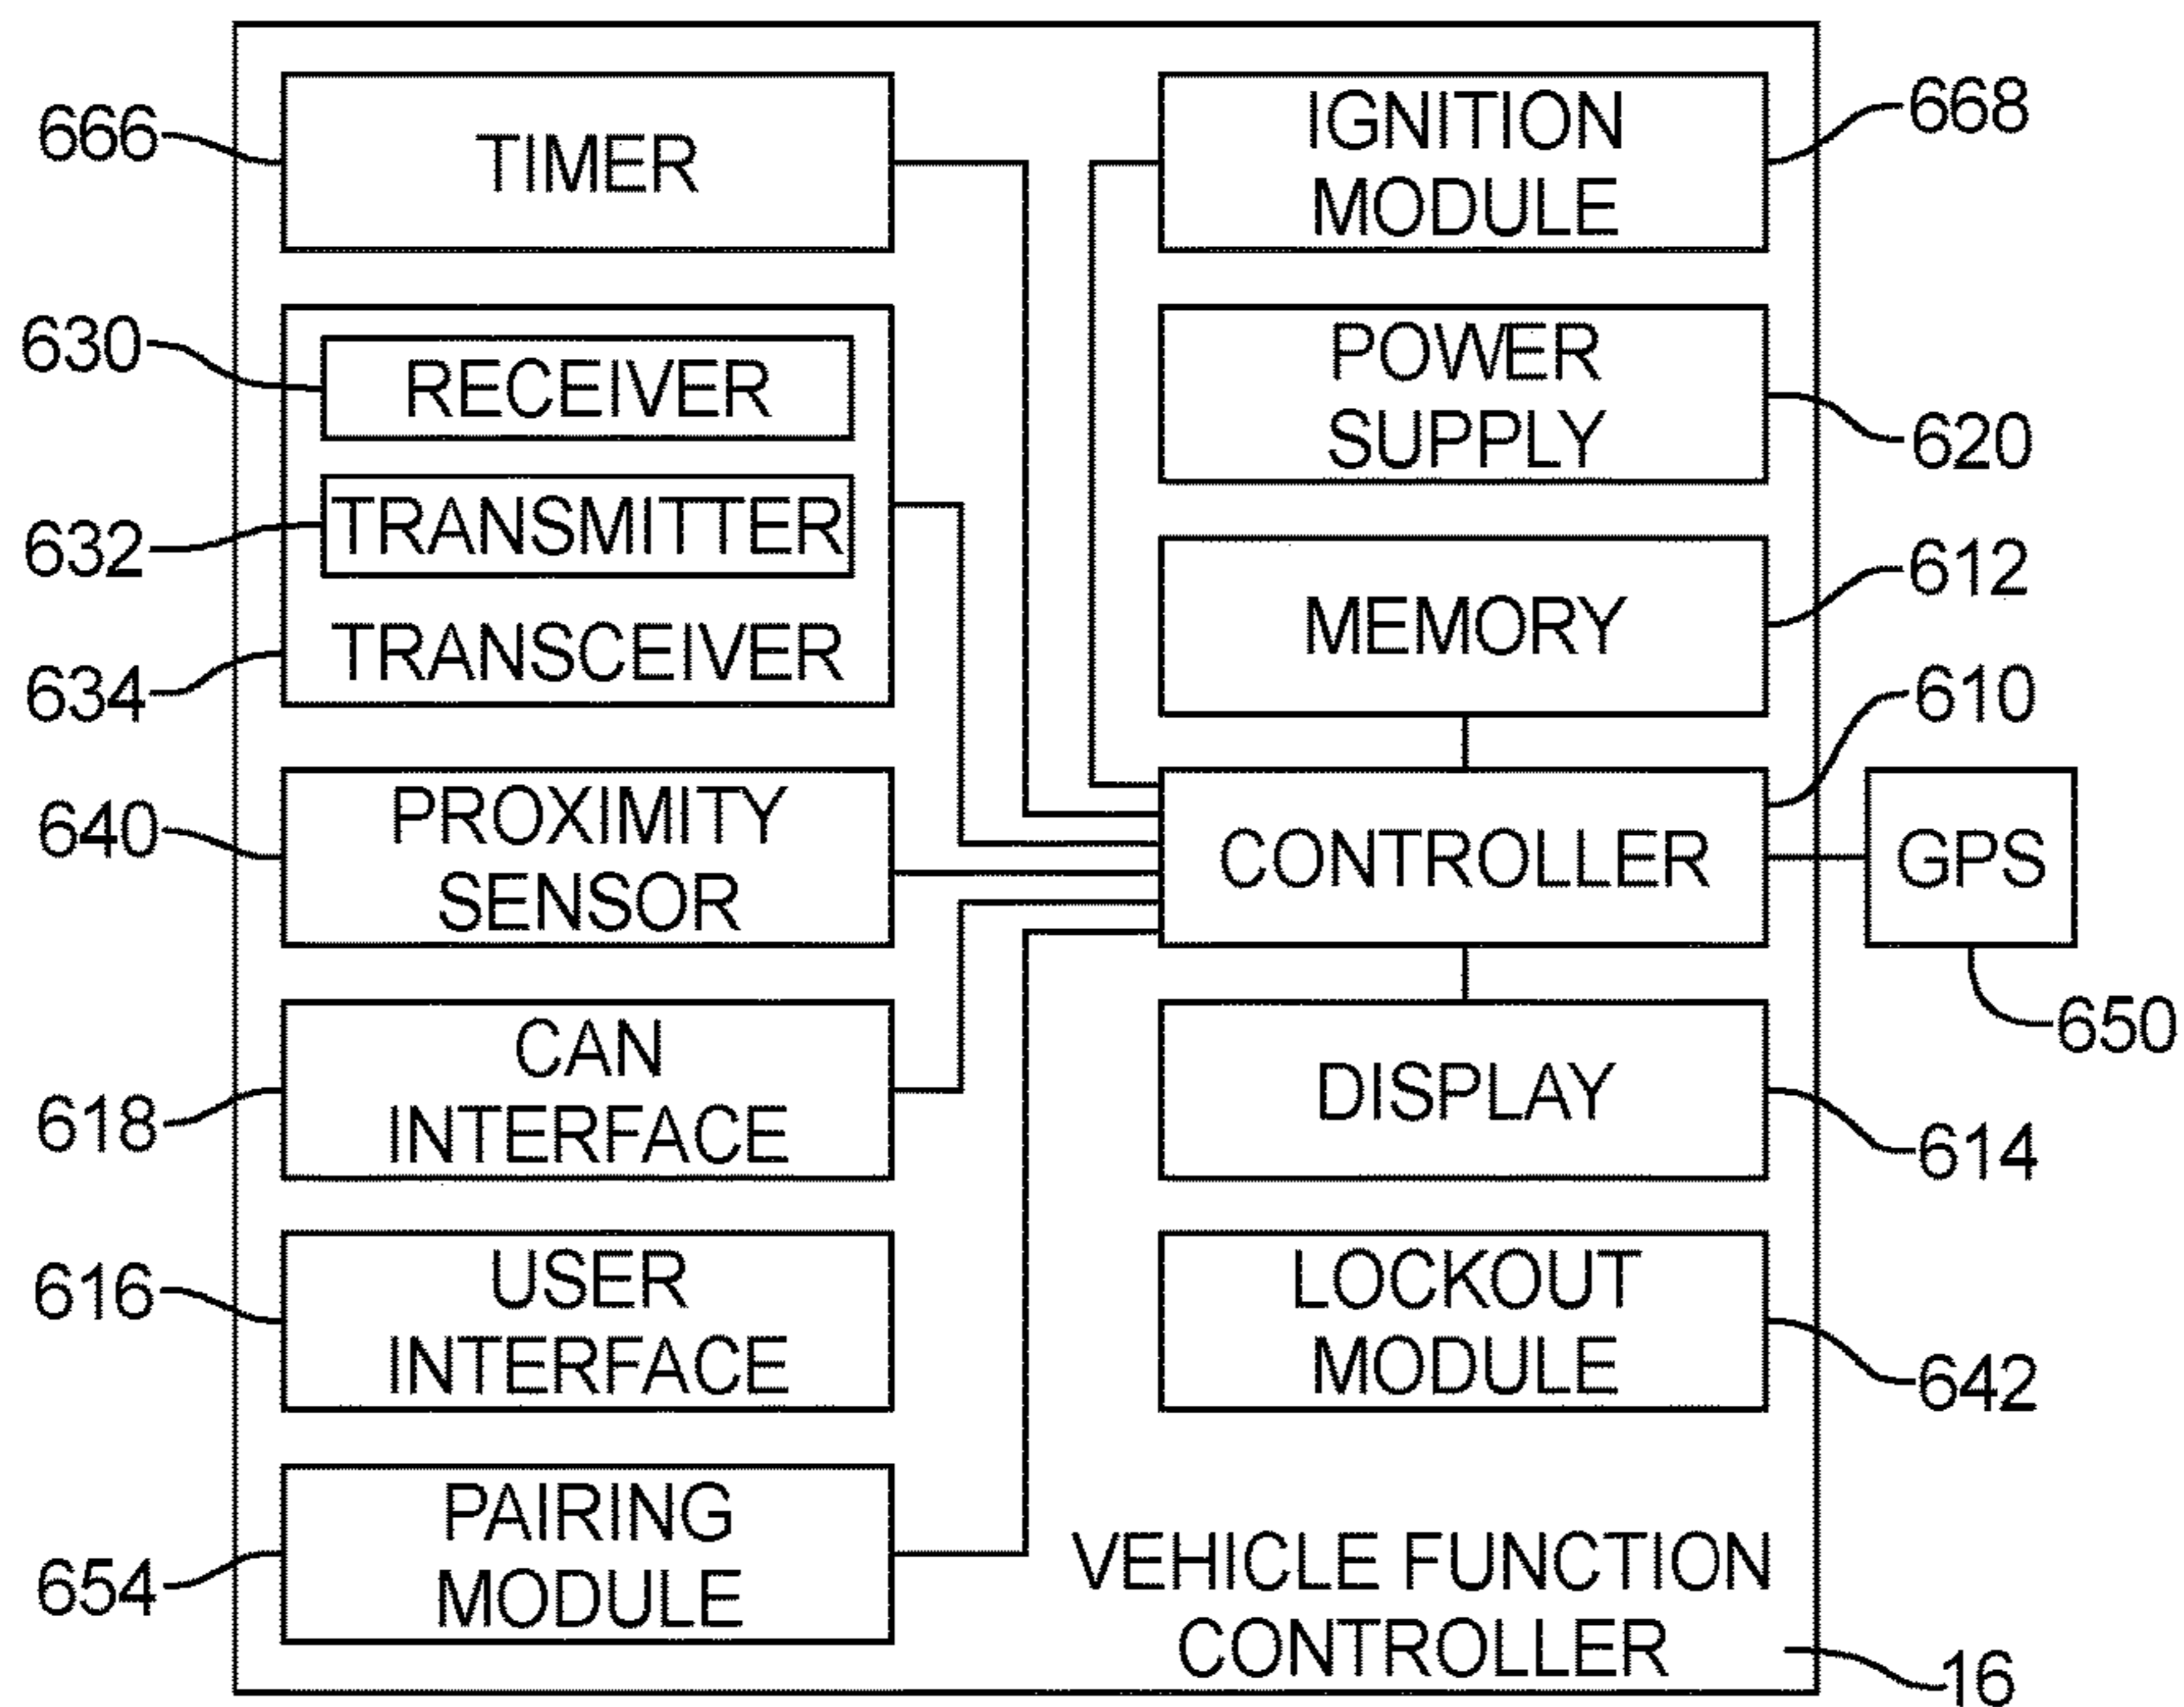 666
TIMER
IGNITION
MODULE
668
630
RECEIVER
632
TRANSMITTER
634
TRANSCEIVER
POWER
SUPPLY
620
MEMORY
612
640
PROXIMITY
SENSOR
CONTROLLER
610
GPS
650
618
CAN
INTERFACE
DISPLAY
614
616
USER
INTERFACE
LOCKOUT
MODULE
642
654
PAIRING
MODULE
VEHICLE FUNCTION
CONTROLLER
16